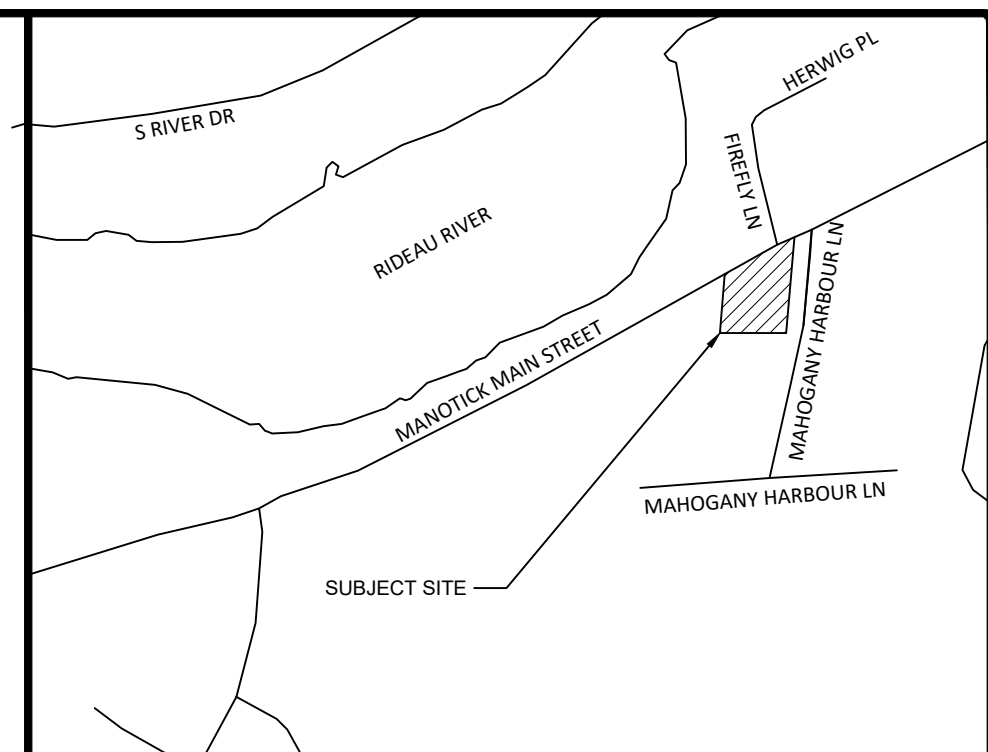 HERWIG PL
S RIVER DR
FIREFLY LN
RIDEAU RIVER
MAHOGANY HARBOUR LN
MANOTICK MAIN STREET
MAHOGANY HARBOUR LN
SUBJECT SITE